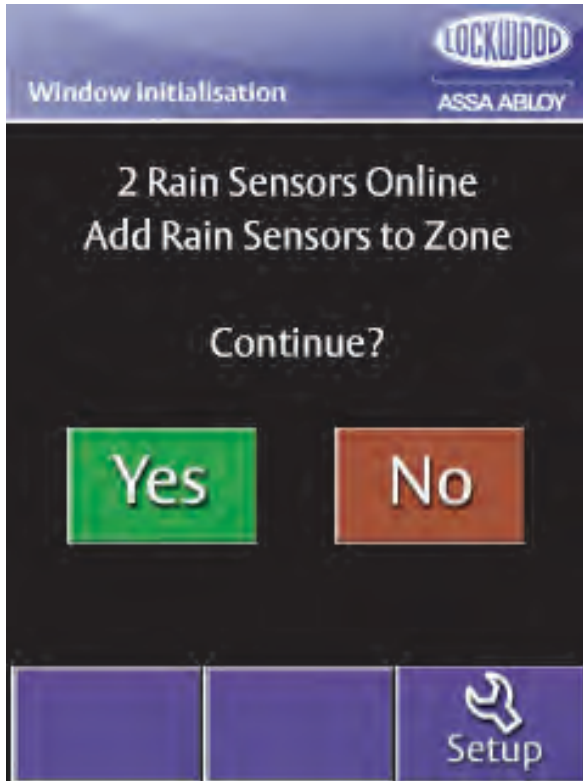 LOCKWOOD
Window initialisation
ASSA ABLOY
2 Rain Sensors Online
Add Rain Sensors to Zone
Continue?
Yes
No
Setup